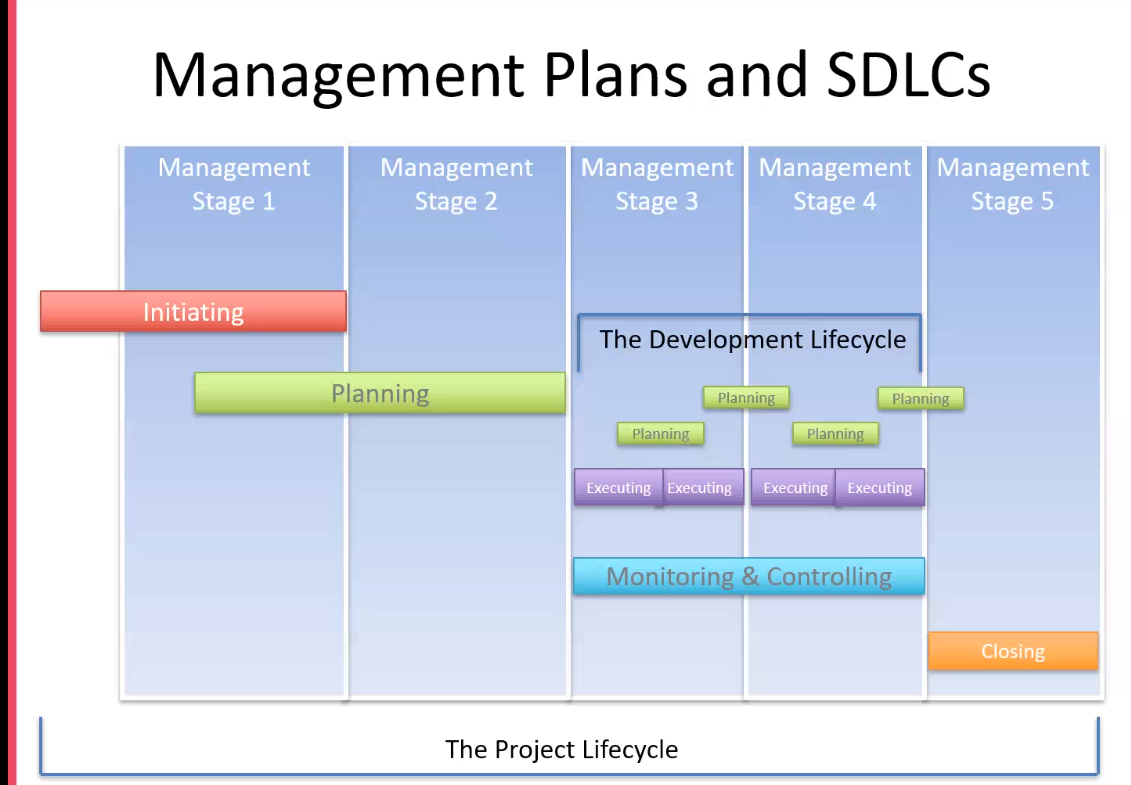 Management Plans and SDLCs
Management
Stage 1
Management
Stage 2
Management
Stage 3
Management
Stage 4
Management
Stage 5
Initiating
The Development Lifecycle
Planning
Planning
Planning
Planning
Planning
Executing
Executing
Executing
Executing
Monitoring & Controlling
Closing
The Project Lifecycle